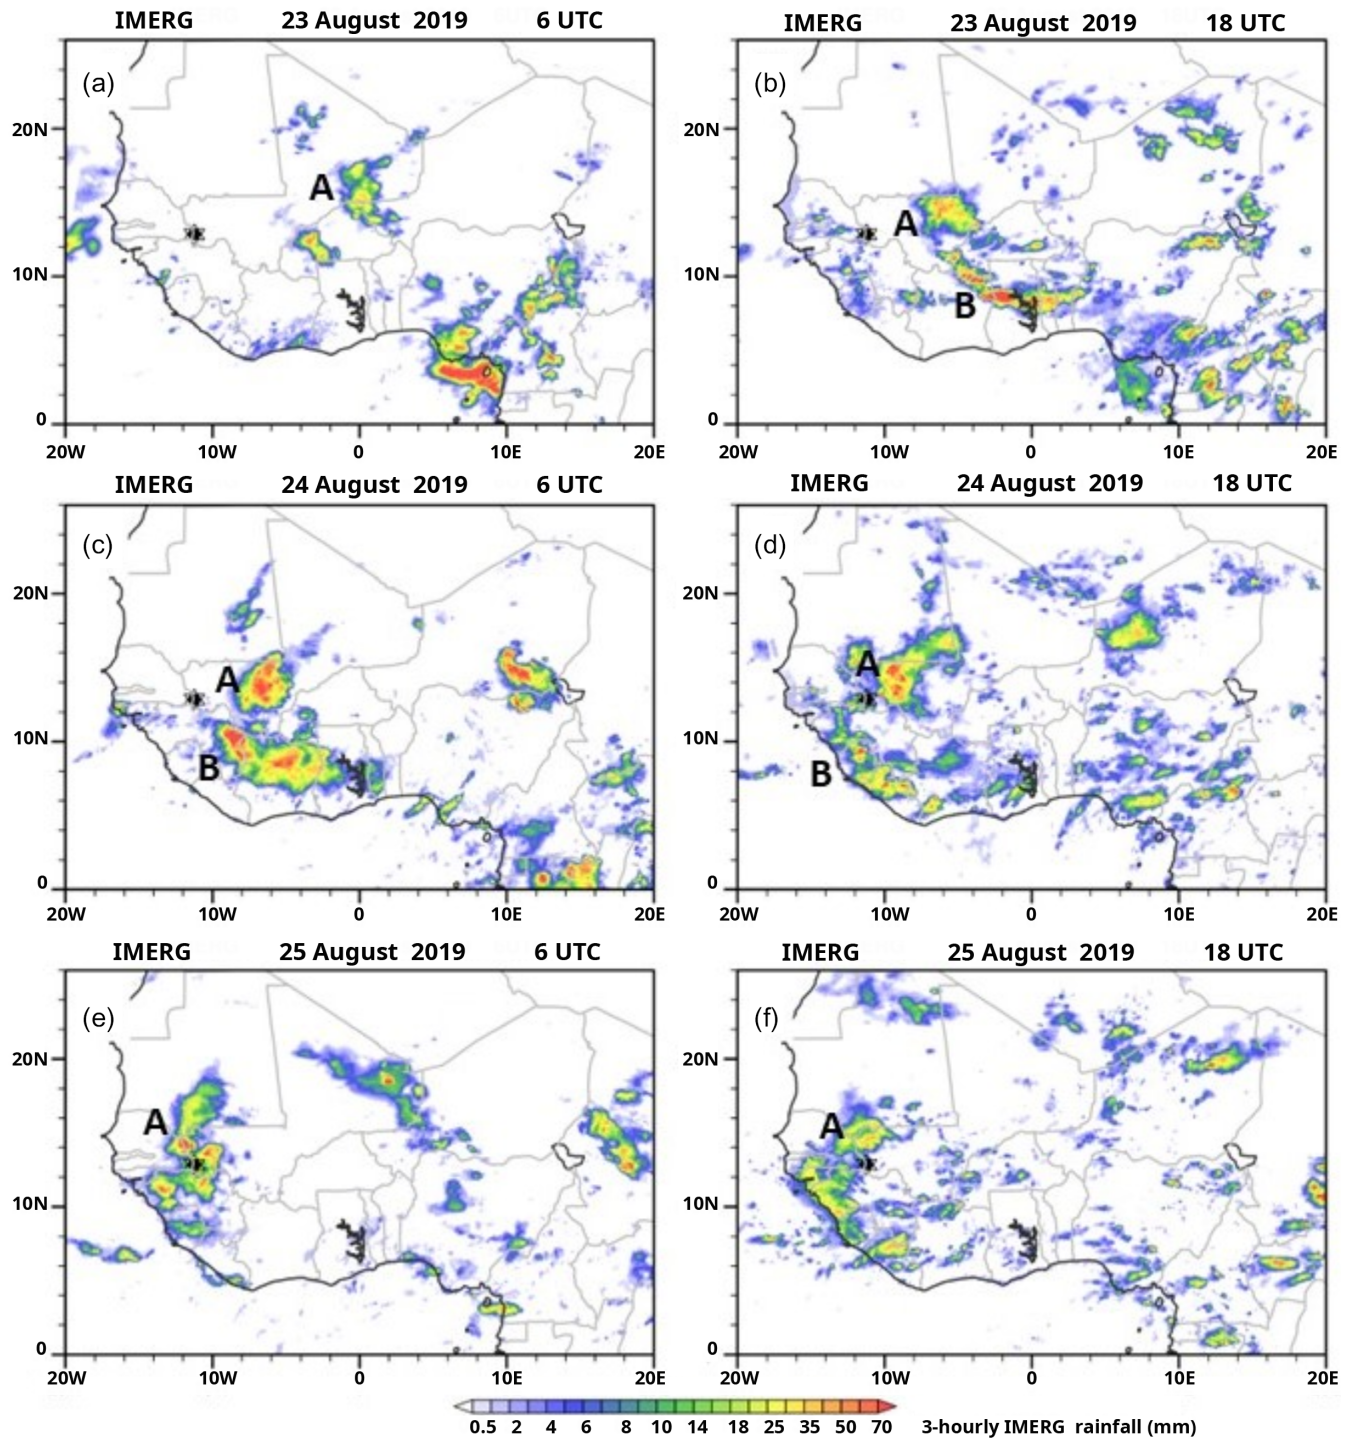 IMERG 23 August 2019 6 UTC
(a)
A
20N
10N
0
20W 10W 0 10E 20E
IMERG 23 August 2019 18 UTC
(b)
A
B
20N
10N
0
20W 10W 0 10E 20E
IMERG 24 August 2019 6 UTC
(c)
A
B
20N
10N
0
20W 10W 0 10E 20E
IMERG 24 August 2019 18 UTC
(d)
A
B
20N
10N
0
20W 10W 0 10E 20E
IMERG 25 August 2019 6 UTC
(e)
A
20N
10N
0
20W 10W 0 10E 20E
IMERG 25 August 2019 18 UTC
(f)
A
20N
10N
0
20W 10W 0 10E 20E
0.5 2 4 6 8 10 14 18 25 35 50 70 3-hourly IMERG rainfall (mm)